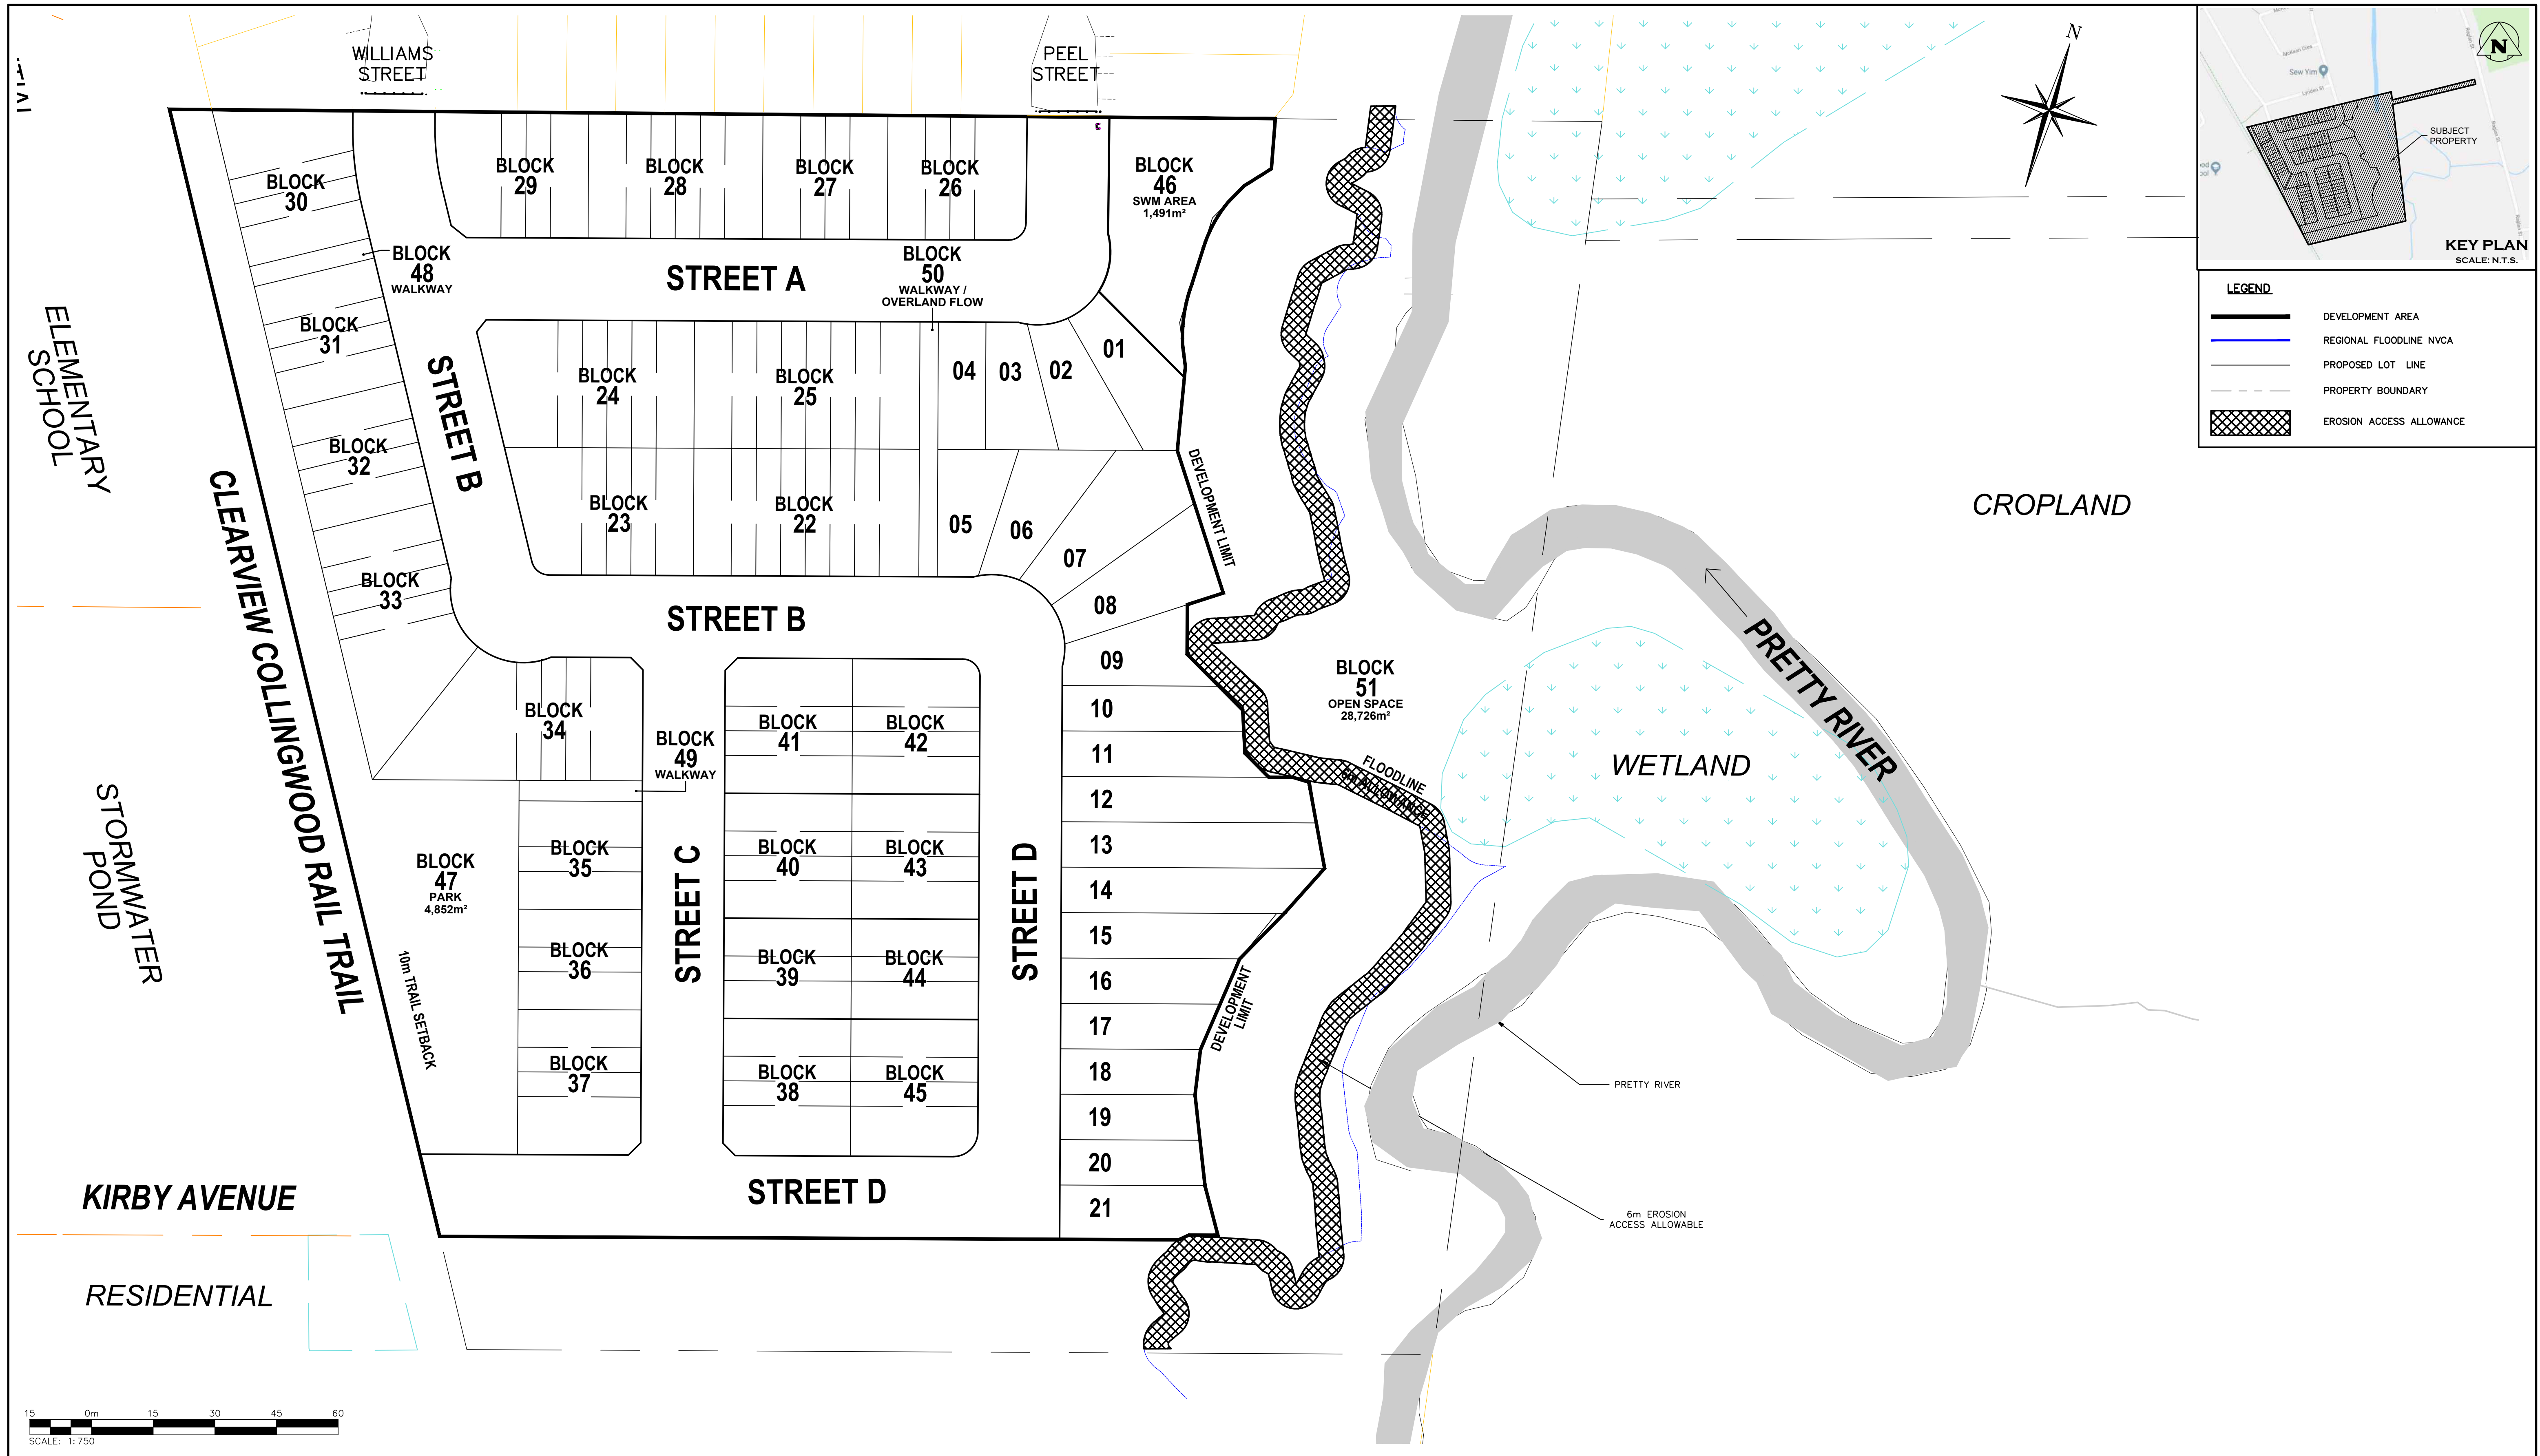 WILLIAMS
STREET
PEEL
STREET
N
N
Saw Yim
Lynden St
Raglan St
SUBJECT
PROPERTY
KEY PLAN
SCALE: N.T.S.
LEGEND
DEVELOPMENT AREA
REGIONAL FLOODLINE NVCA
PROPOSED LOT LINE
PROPERTY BOUNDARY
EROSION ACCESS ALLOWANCE
BLOCK
29
BLOCK
28
BLOCK
27
BLOCK
26
BLOCK
46
SWM AREA
1,491m²
BLOCK
30
BLOCK
48
WALKWAY
STREET A
BLOCK
50
WALKWAY /
OVERLAND FLOW
ELEMENTARY
SCHOOL
BLOCK
31
STREET B
BLOCK
24
BLOCK
25
04
03
02
01
BLOCK
32
BLOCK
23
BLOCK
22
05
06
07
08
DEVELOPMENT LIMIT
CROPLAND
CLEARVIEW COLLINGWOOD RAIL TRAIL
BLOCK
33
STREET B
09
10
11
12
13
14
15
16
17
18
19
20
21
BLOCK
51
OPEN SPACE
28,726m²
PRETTY RIVER
WETLAND
FLOODLINE
6m ALLOWANCE
BLOCK
34
BLOCK
49
WALKWAY
BLOCK
41
BLOCK
42
STORMWATER
POND
BLOCK
47
PARK
4,852m²
BLOCK
35
STREET C
BLOCK
40
BLOCK
43
STREET D
10m TRAIL SETBACK
BLOCK
36
BLOCK
39
BLOCK
44
DEVELOPMENT
LIMIT
BLOCK
37
BLOCK
38
BLOCK
45
PRETTY RIVER
KIRBY AVENUE
STREET D
6m EROSION
ACCESS ALLOWABLE
RESIDENTIAL
15 0m 15 30 45 60
SCALE: 1:750